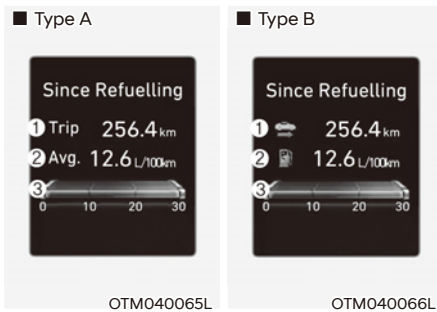 ■ Type A
Since Refuelling
1 Trip 256.4 km
2 Avg. 12.6 L/100km
3
0 10 20 30
OTM040065L
■ Type B
Since Refuelling
1 256.4 km
2 12.6 L/100km
3
0 10 20 30
OTM040066L